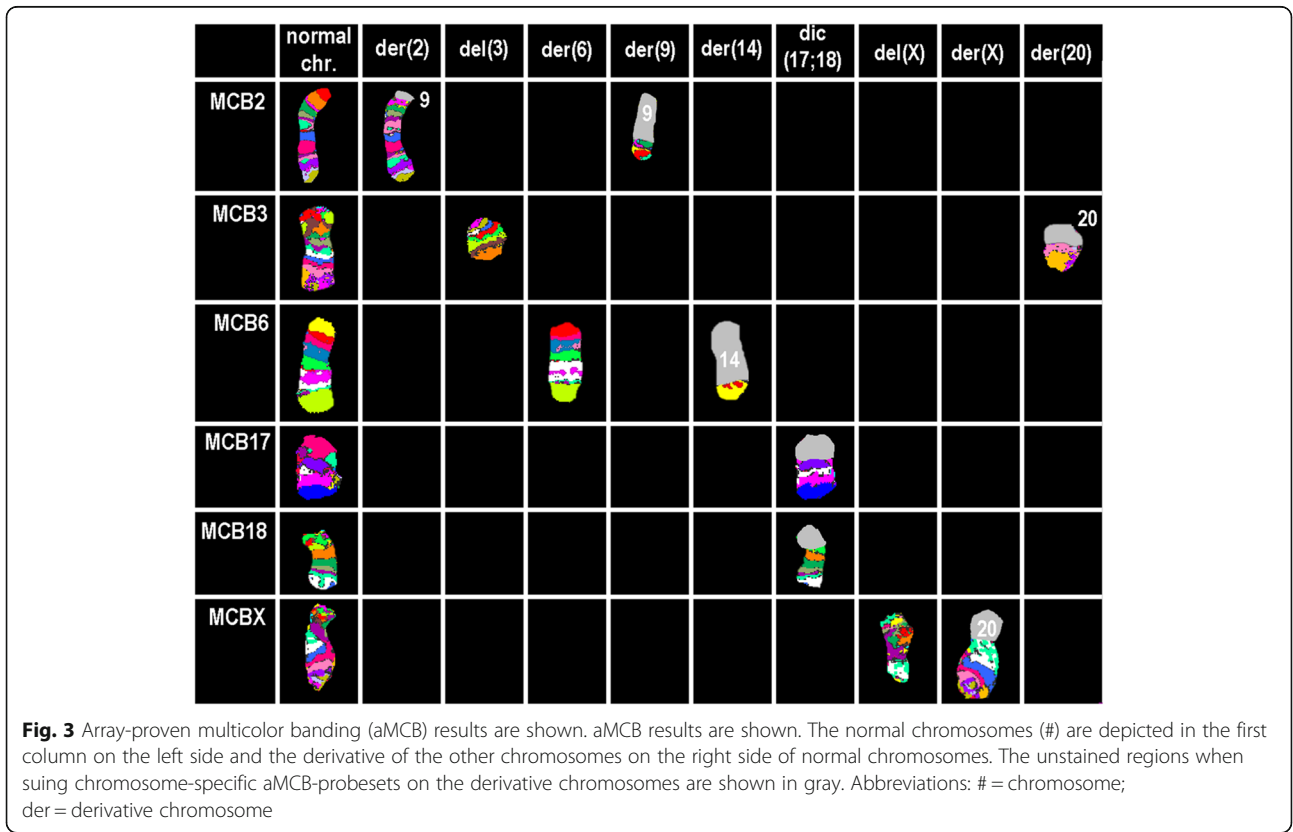 normal chr. der(2) del(3) der(6) der(9) der(14) dic (17;18) del(X) der(X) der(20)
MCB2 9 9
MCB3 20
MCB6 14
MCB17
MCB18
MCBX 20
Fig. 3 Array-proven multicolor banding (aMCB) results are shown. aMCB results are shown. The normal chromosomes (#) are depicted in the first
column on the left side and the derivative of the other chromosomes on the right side of normal chromosomes. The unstained regions when
suing chromosome-specific aMCB-probesets on the derivative chromosomes are shown in gray. Abbreviations: # = chromosome;
der = derivative chromosome